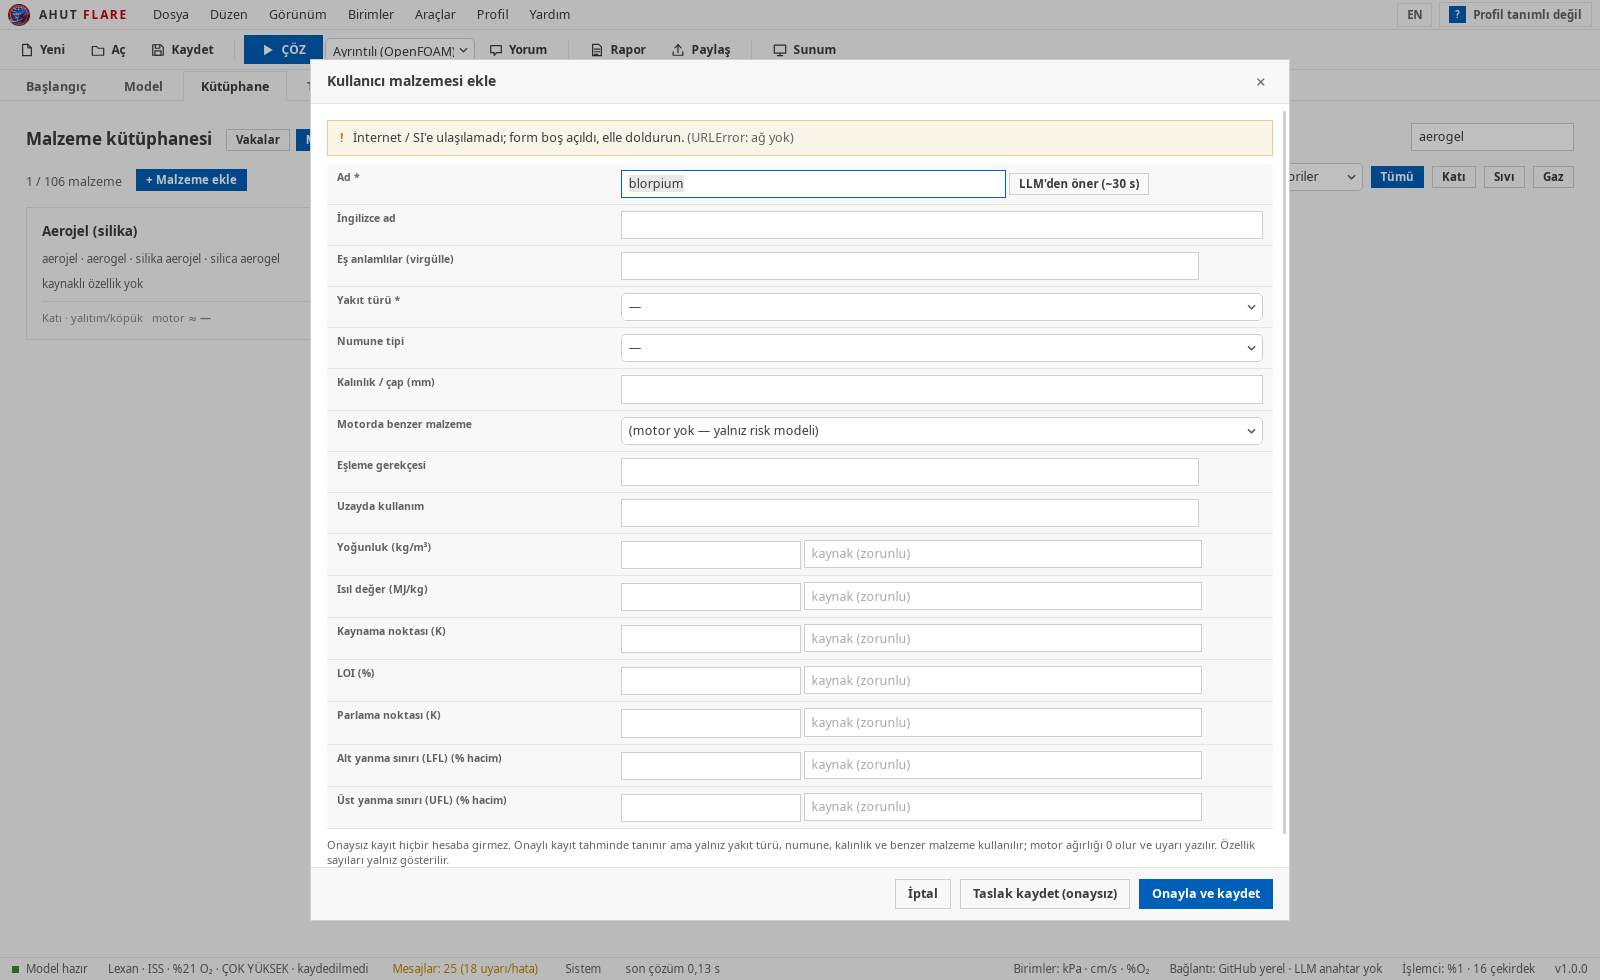 AHUT FLARE Dosya Düzen Görünüm Birimler Araçlar Profil Yardım EN ? Profil tanımlı değil
Yeni Aç Kaydet ÇÖZ Ayrıntılı (OpenFOAM) Yorum Rapor Paylaş Sunum
Başlangıç Model Kütüphane
Malzeme kütüphanesi Vakalar aerogel
1 / 106 malzeme + Malzeme ekle Tümü Katı Sıvı Gaz
Aerojel (silika)
aerojel · aerogel · silika aerojel · silica aerogel
kaynaklı özellik yok
Katı · yalıtım/köpük motor ≈ —
Kullanıcı malzemesi ekle ×
! İnternet / SI'e ulaşılamadı; form boş açıldı, elle doldurun. (URLError: ağ yok)
Ad * blorpium LLM'den öner (~30 s)
İngilizce ad
Eş anlamlılar (virgülle)
Yakıt türü * —
Numune tipi —
Kalınlık / çap (mm)
Motorda benzer malzeme (motor yok — yalnız risk modeli)
Eşleme gerekçesi
Uzayda kullanım
Yoğunluk (kg/m³) kaynak (zorunlu)
Isıl değer (MJ/kg) kaynak (zorunlu)
Kaynama noktası (K) kaynak (zorunlu)
LOI (%) kaynak (zorunlu)
Parlama noktası (K) kaynak (zorunlu)
Alt yanma sınırı (LFL) (% hacim) kaynak (zorunlu)
Üst yanma sınırı (UFL) (% hacim) kaynak (zorunlu)
Onaysız kayıt hiçbir hesaba girmez. Onaylı kayıt tahminde tanınır ama yalnız yakıt türü, numune, kalınlık ve benzer malzeme kullanılır; motor ağırlığı 0 olur ve uyarı yazılır. Özellik
sayıları yalnız gösterilir.
İptal Taslak kaydet (onaysız) Onayla ve kaydet
Model hazır Lexan · ISS · %21 O₂ · ÇOK YÜKSEK · kaydedilmedi Mesajlar: 25 (18 uyarı/hata) Sistem son çözüm 0,13 s Birimler: kPa · cm/s · %O₂ Bağlantı: GitHub yerel · LLM anahtar yok İşlemci: %1 · 16 çekirdek v1.0.0